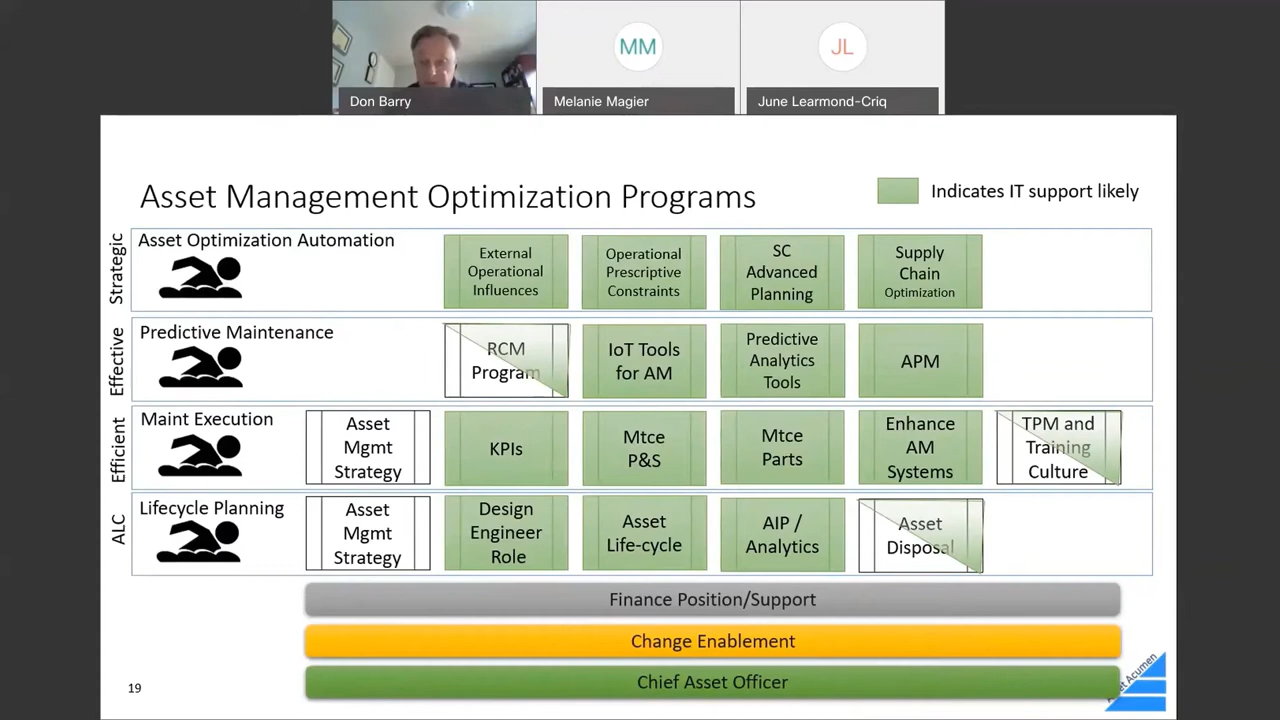 MM
JL
Don Barry
Melanie Magier
June Learmond-Criq
Asset Management Optimization Programs
Indicates IT support likely
Strategic
Asset Optimization Automation
External
Operational
Influences
Operational
Prescriptive
Constraints
SC
Advanced
Planning
Supply
Chain
Optimization
Effective
Predictive Maintenance
RCM
Program
IoT Tools
for AM
Predictive
Analytics
Tools
APM
Efficient
Maint Execution
Asset
Mgmt
Strategy
KPIs
Mtce
P&S
Mtce
Parts
Enhance
AM
Systems
TPM and
Training
Culture
ALC
Lifecycle Planning
Asset
Mgmt
Strategy
Design
Engineer
Role
Asset
Life-cycle
AIP /
Analytics
Asset
Disposal
Finance Position/Support
Change Enablement
Chief Asset Officer
19
Acumen